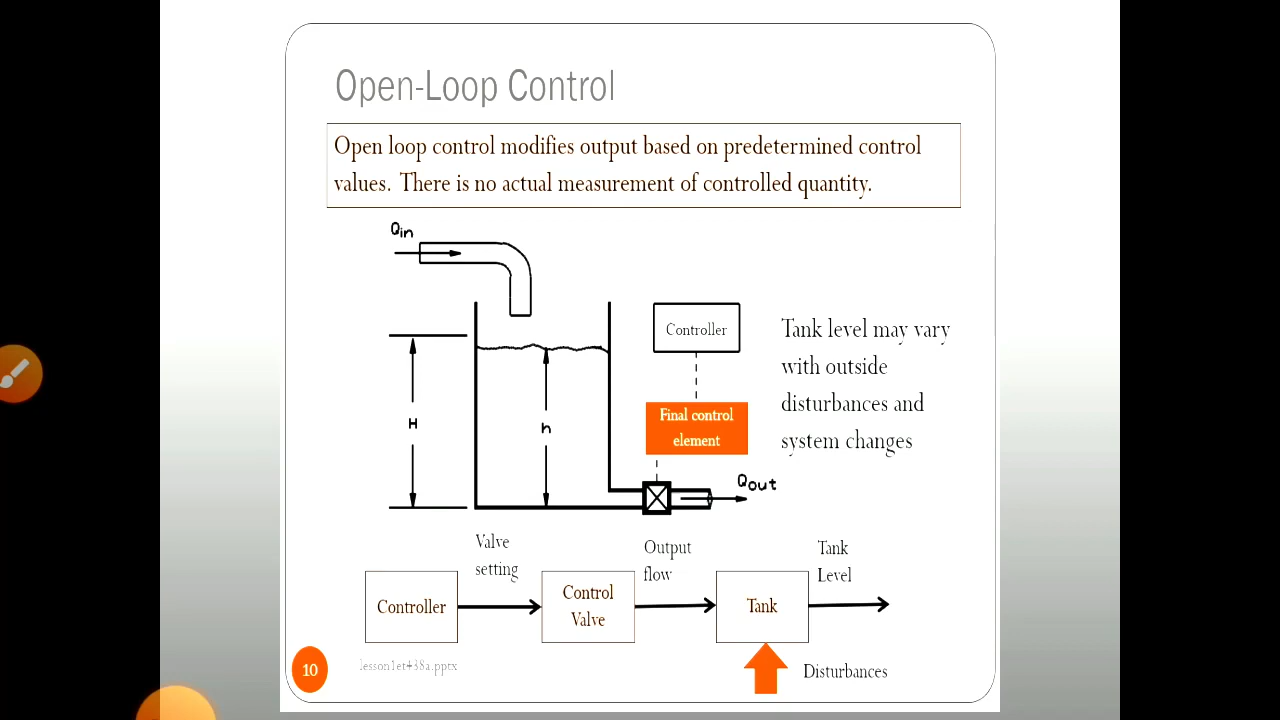 Open-Loop Control
Open loop control modifies output based on predetermined control
values. There is no actual measurement of controlled quantity.
Qin
Controller
Tank level may vary
with outside
disturbances and
system changes
Final control
element
H
h
Qout
Valve
setting
Output
flow
Tank
Level
Controller
Control
Valve
Tank
Disturbances
10
lesson1et438a.pptx